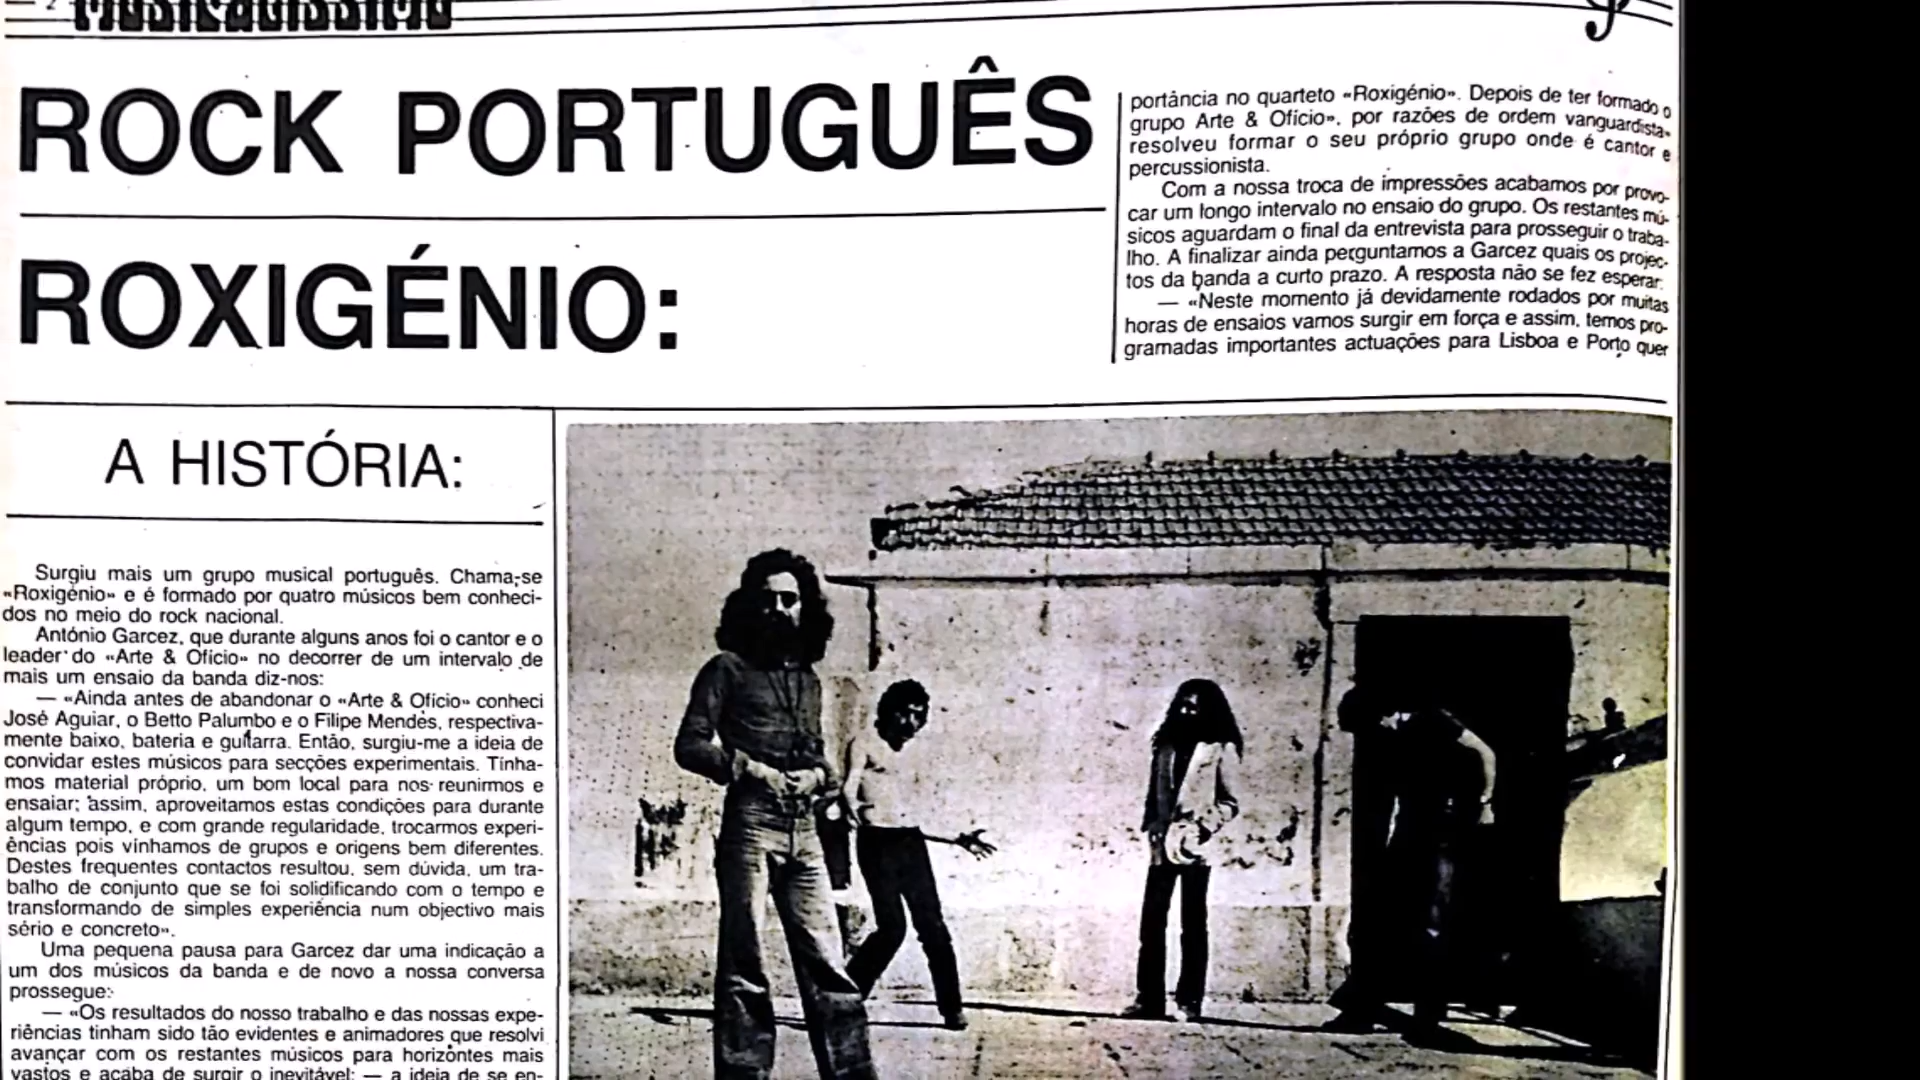 MUSICALÍSSIMO
ROCK PORTUGUÊS
ROXIGÉNIO:
A HISTÓRIA:
Surgiu mais um grupo musical português. Chama-se
«Roxigénio» e é formado por quatro músicos bem conheci-
dos no meio do rock nacional.
António Garcez, que durante alguns anos foi o cantor e o
leader do «Arte & Ofício» no decorrer de um intervalo de
mais um ensaio da banda diz-nos:
— «Ainda antes de abandonar o «Arte & Ofício» conheci
José Aguiar, o Betto Palumbo e o Filipe Mendes, respectiva-
mente baixo, bateria e guitarra. Então, surgiu-me a ideia de
convidar estes músicos para secções experimentais. Tínha-
mos material próprio, um bom local para nos reunirmos e
ensaiar; assim, aproveitamos estas condições para durante
algum tempo, e com grande regularidade, trocarmos experi-
ências pois vínhamos de grupos e origens bem diferentes.
Destes frequentes contactos resultou, sem dúvida, um tra-
balho de conjunto que se foi solidificando com o tempo e
transformando de simples experiência num objectivo mais
sério e concreto».
Uma pequena pausa para Garcez dar uma indicação a
um dos músicos da banda e de novo a nossa conversa
prossegue:
— «Os resultados do nosso trabalho e das nossas expe-
riências tinham sido tão evidentes e animadores que resolvi
avançar com os restantes músicos para horizontes mais
vastos e acaba de surgir o inevitável: — a ideia de se en-
portância no quarteto «Roxigénio». Depois de ter formado o
grupo Arte & Ofício», por razões de ordem vanguardista-
resolveu formar o seu próprio grupo onde é cantor e
percussionista.
Com a nossa troca de impressões acabamos por provo-
car um longo intervalo no ensaio do grupo. Os restantes mú-
sicos aguardam o final da entrevista para prosseguir o traba-
lho. A finalizar ainda perguntamos a Garcez quais os projec-
tos da banda a curto prazo. A resposta não se fez esperar:
— «Neste momento já devidamente rodados por muitas
horas de ensaios vamos surgir em força e assim, temos pro-
gramadas importantes actuações para Lisboa e Porto quer